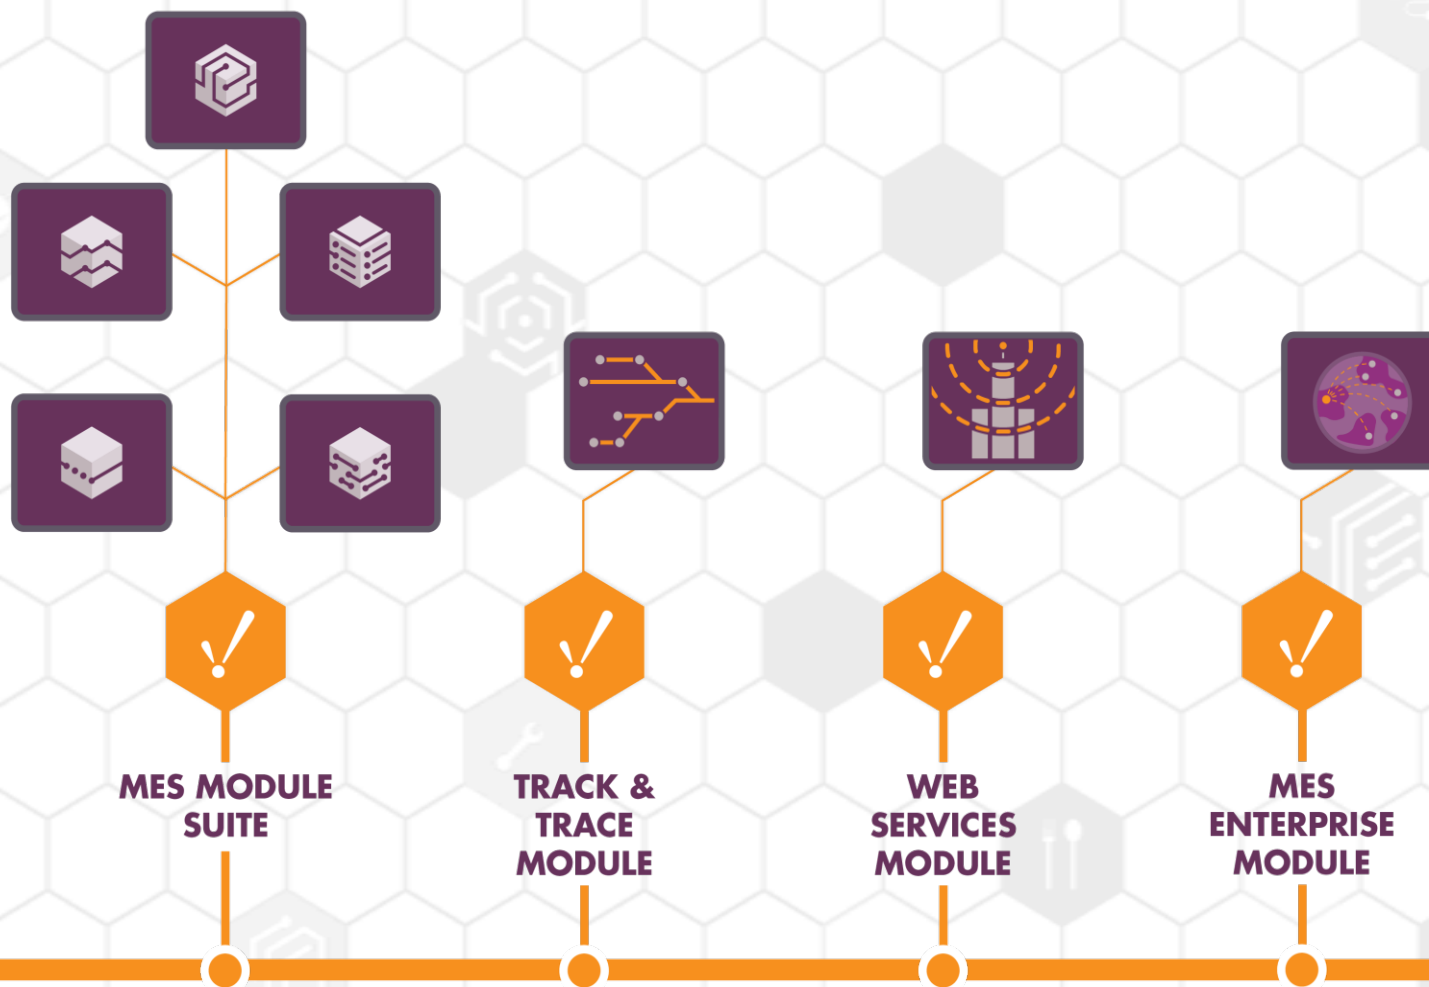 MES MODULE
SUITE
TRACK &
TRACE
MODULE
WEB
SERVICES
MODULE
MES
ENTERPRISE
MODULE